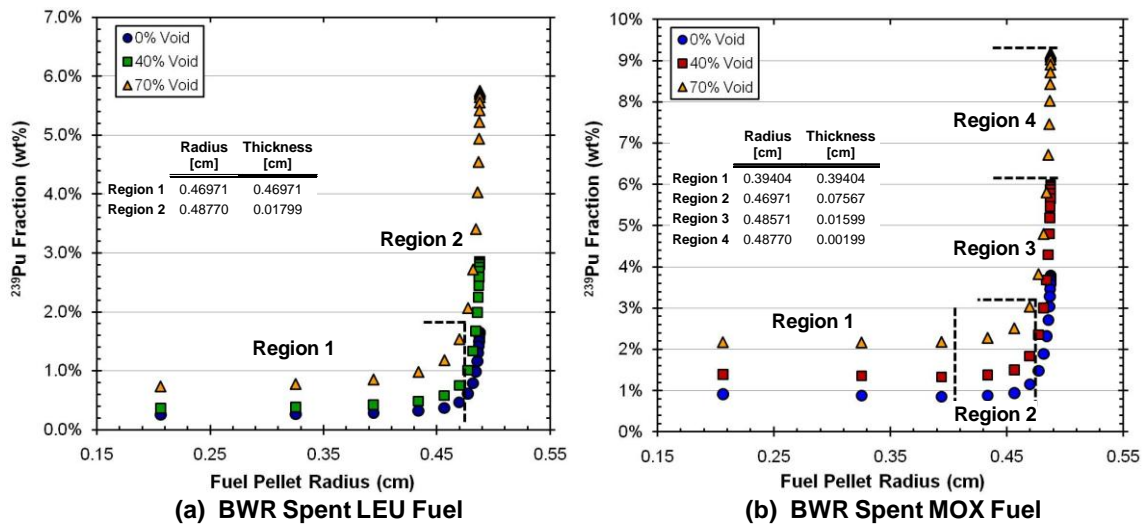 7.0%
6.0%
5.0%
4.0%
3.0%
2.0%
1.0%
0.0%
239Pu Fraction (wt%)
0% Void
40% Void
70% Void
Radius Thickness
[cm] [cm]
Region 1 0.46971 0.46971
Region 2 0.48770 0.01799
Region 2
Region 1
0.15 0.25 0.35 0.45 0.55
Fuel Pellet Radius (cm)
(a) BWR Spent LEU Fuel
10%
9%
8%
7%
6%
5%
4%
3%
2%
1%
0%
239Pu Fraction (wt%)
0% Void
40% Void
70% Void
Radius Thickness
[cm] [cm]
Region 1 0.39404 0.39404
Region 2 0.46971 0.07567
Region 3 0.48571 0.01599
Region 4 0.48770 0.00199
Region 4
Region 3
Region 1
Region 2
0.15 0.25 0.35 0.45 0.55
Fuel Pellet Radius (cm)
(b) BWR Spent MOX Fuel